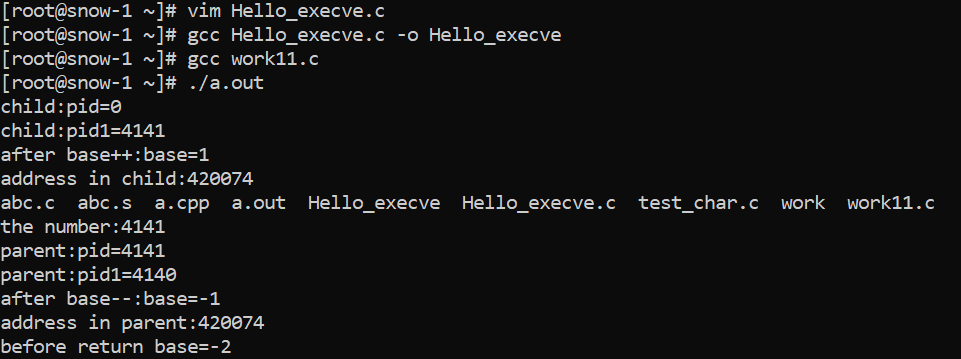 [root@snow-1 ~]# vim Hello_execve.c
[root@snow-1 ~]# gcc Hello_execve.c -o Hello_execve
[root@snow-1 ~]# gcc work11.c
[root@snow-1 ~]# ./a.out
child:pid=0
child:pid1=4141
after base++:base=1
address in child:420074
abc.c  abc.s  a.cpp  a.out  Hello_execve  Hello_execve.c  test_char.c  work  work11.c
the number:4141
parent:pid=4141
parent:pid1=4140
after base--:base=-1
address in parent:420074
before return base=-2